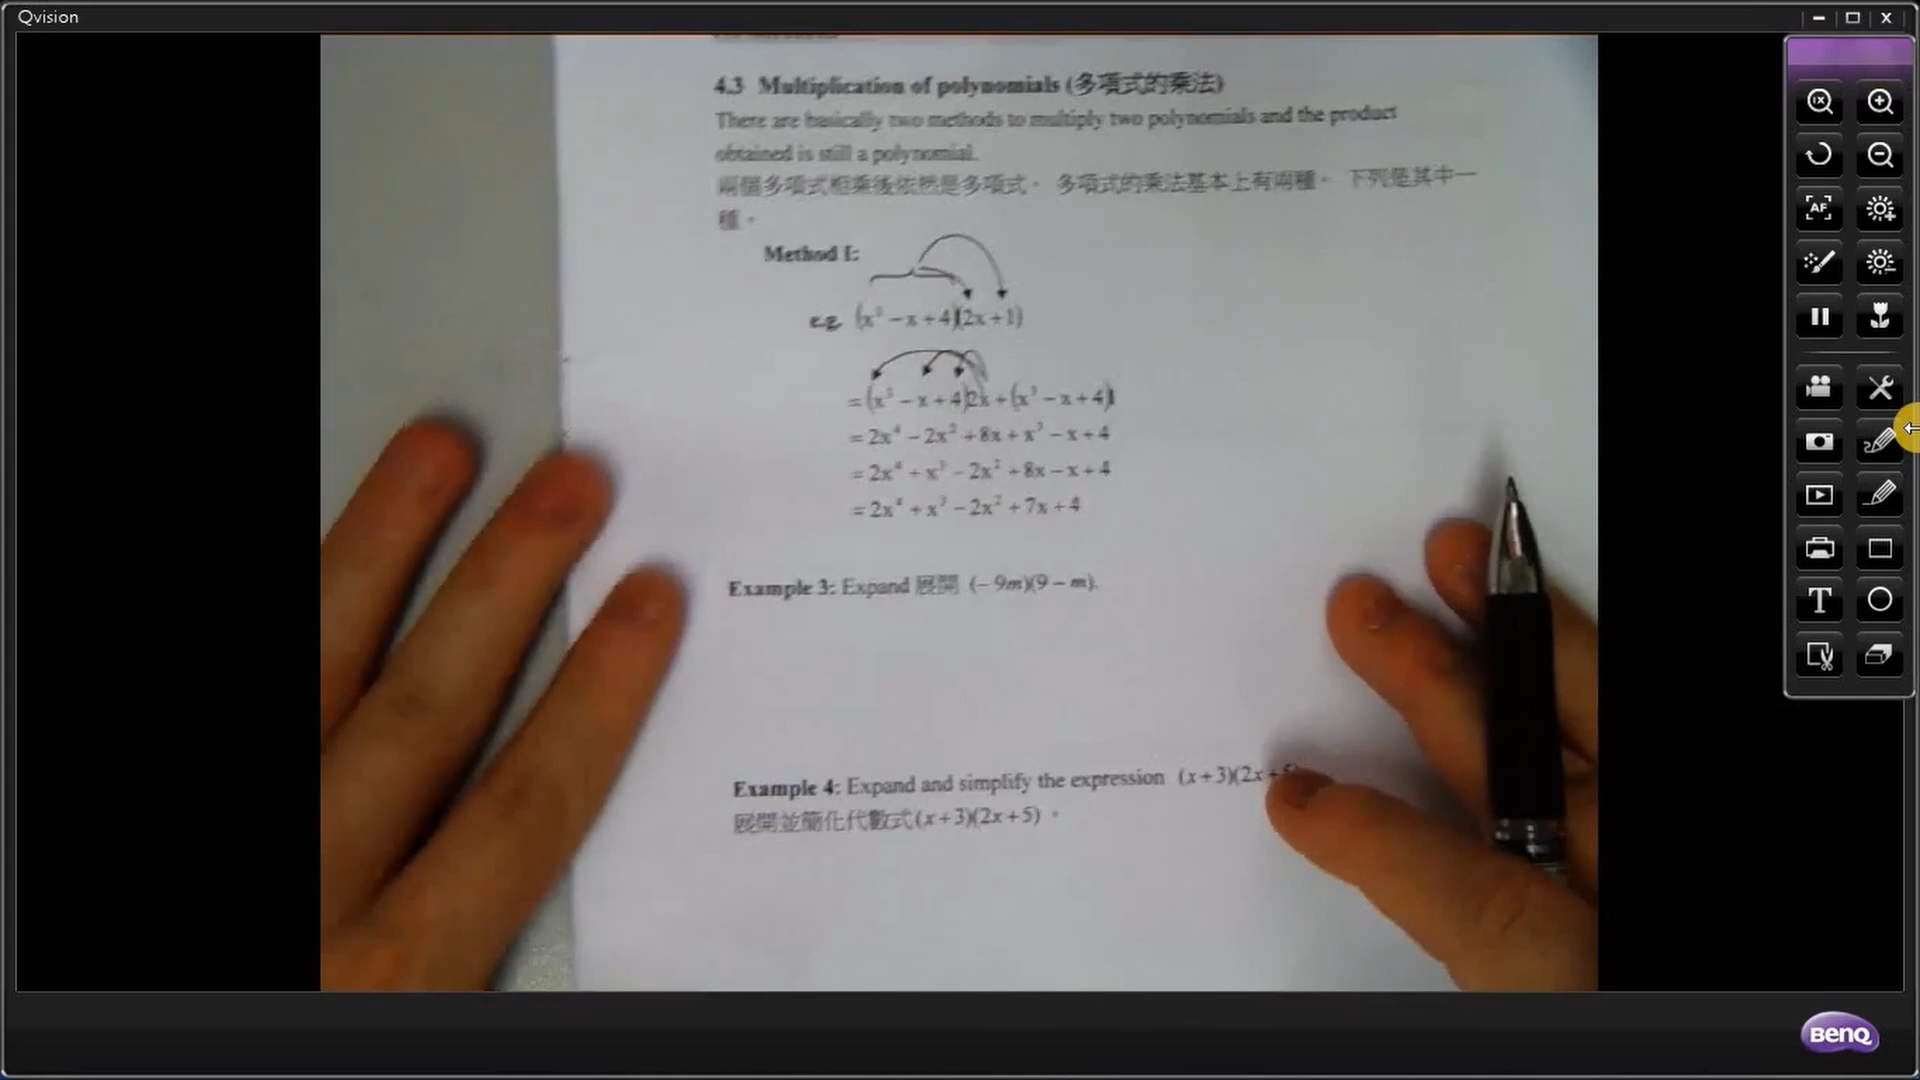 Qvision
4.3 Multiplication of polynomials (多項式的乘法)
There are basically two methods to multiply two polynomials and the product
obtained is still a polynomial.
兩個多項式相乘後依然是多項式。 多項式的乘法基本上有兩種。 下列是其中一
種。
Method I:
e.g. (x³ − x + 4)(2x + 1)
= (x³ − x + 4)2x + (x³ − x + 4)1
= 2x⁴ − 2x² + 8x + x³ − x + 4
= 2x⁴ + x³ − 2x² + 8x − x + 4
= 2x⁴ + x³ − 2x² + 7x + 4
Example 3: Expand 展開 (− 9m)(9 − m).
Example 4: Expand and simplify the expression (x + 3)(2x + 5)
展開並簡化代數式(x + 3)(2x + 5) 。
1X
AF
T
BenQ